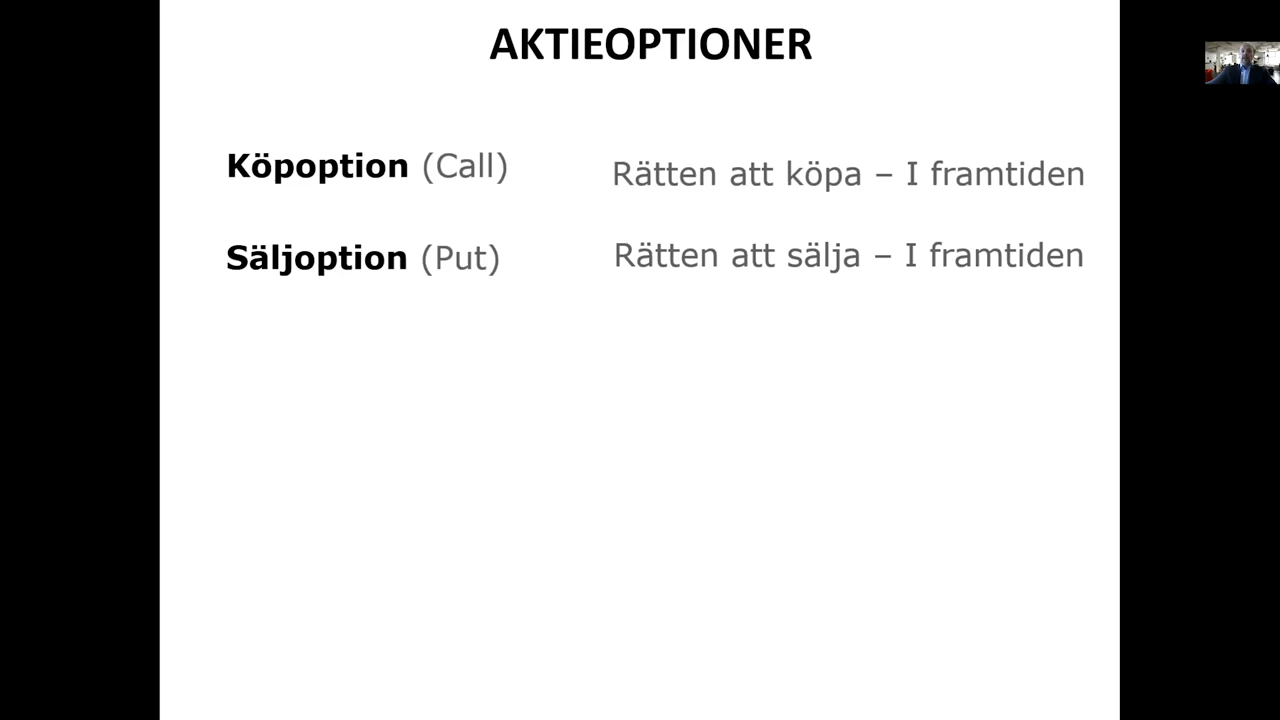 AKTIEOPTIONER
Köpoption (Call)
Rätten att köpa – I framtiden
Säljoption (Put)
Rätten att sälja – I framtiden